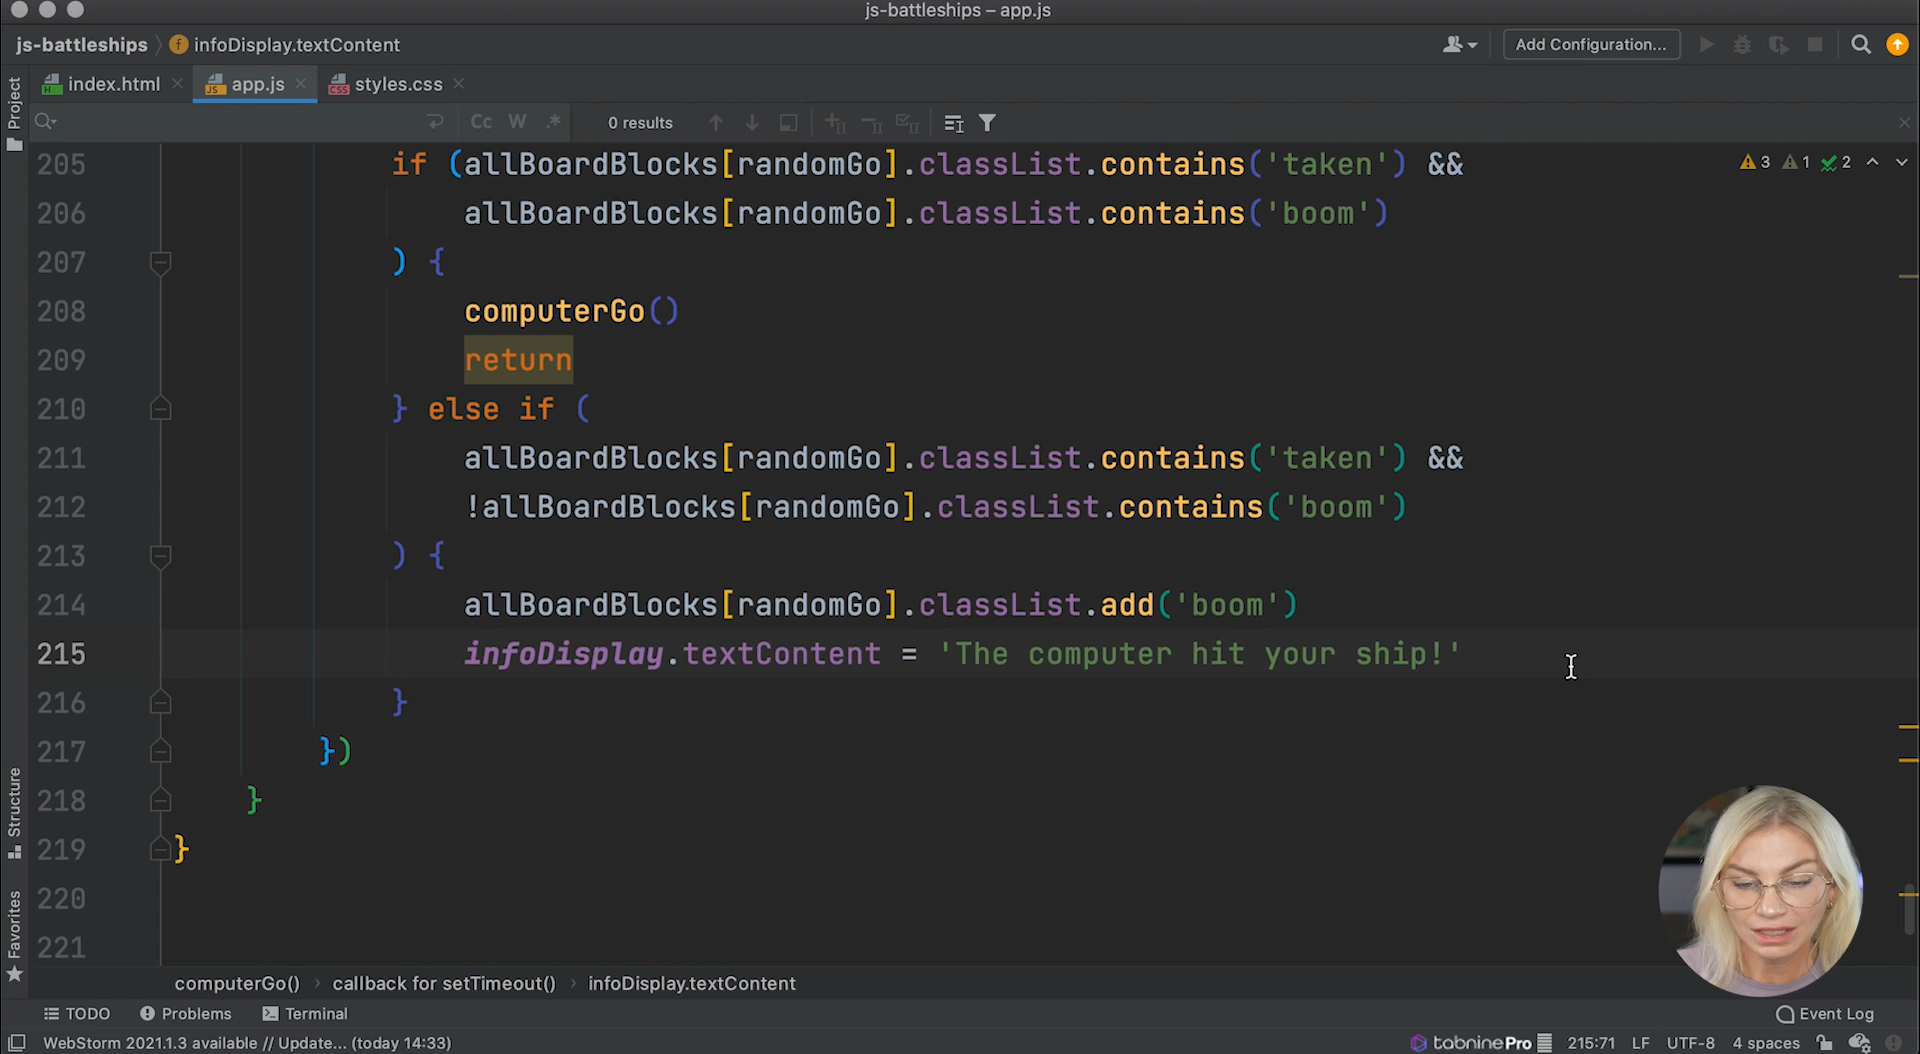 js-battleships – app.js
js-battleships infoDisplay.textContent Add Configuration...
index.html app.js styles.css
Cc W .* 0 results
Project
205 if (allBoardBlocks[randomGo].classList.contains('taken') && 3 1 2
206 allBoardBlocks[randomGo].classList.contains('boom')
207 ) {
208 computerGo()
209 return
210 } else if (
211 allBoardBlocks[randomGo].classList.contains('taken') &&
212 !allBoardBlocks[randomGo].classList.contains('boom')
213 ) {
214 allBoardBlocks[randomGo].classList.add('boom')
215 infoDisplay.textContent = 'The computer hit your ship!'
216 }
217 })
218 }
219 }
220
221
Structure
Favorites
computerGo() callback for setTimeout() infoDisplay.textContent
TODO Problems Terminal Event Log
WebStorm 2021.1.3 available // Update... (today 14:33) tabnine Pro 215:71 LF UTF-8 4 spaces